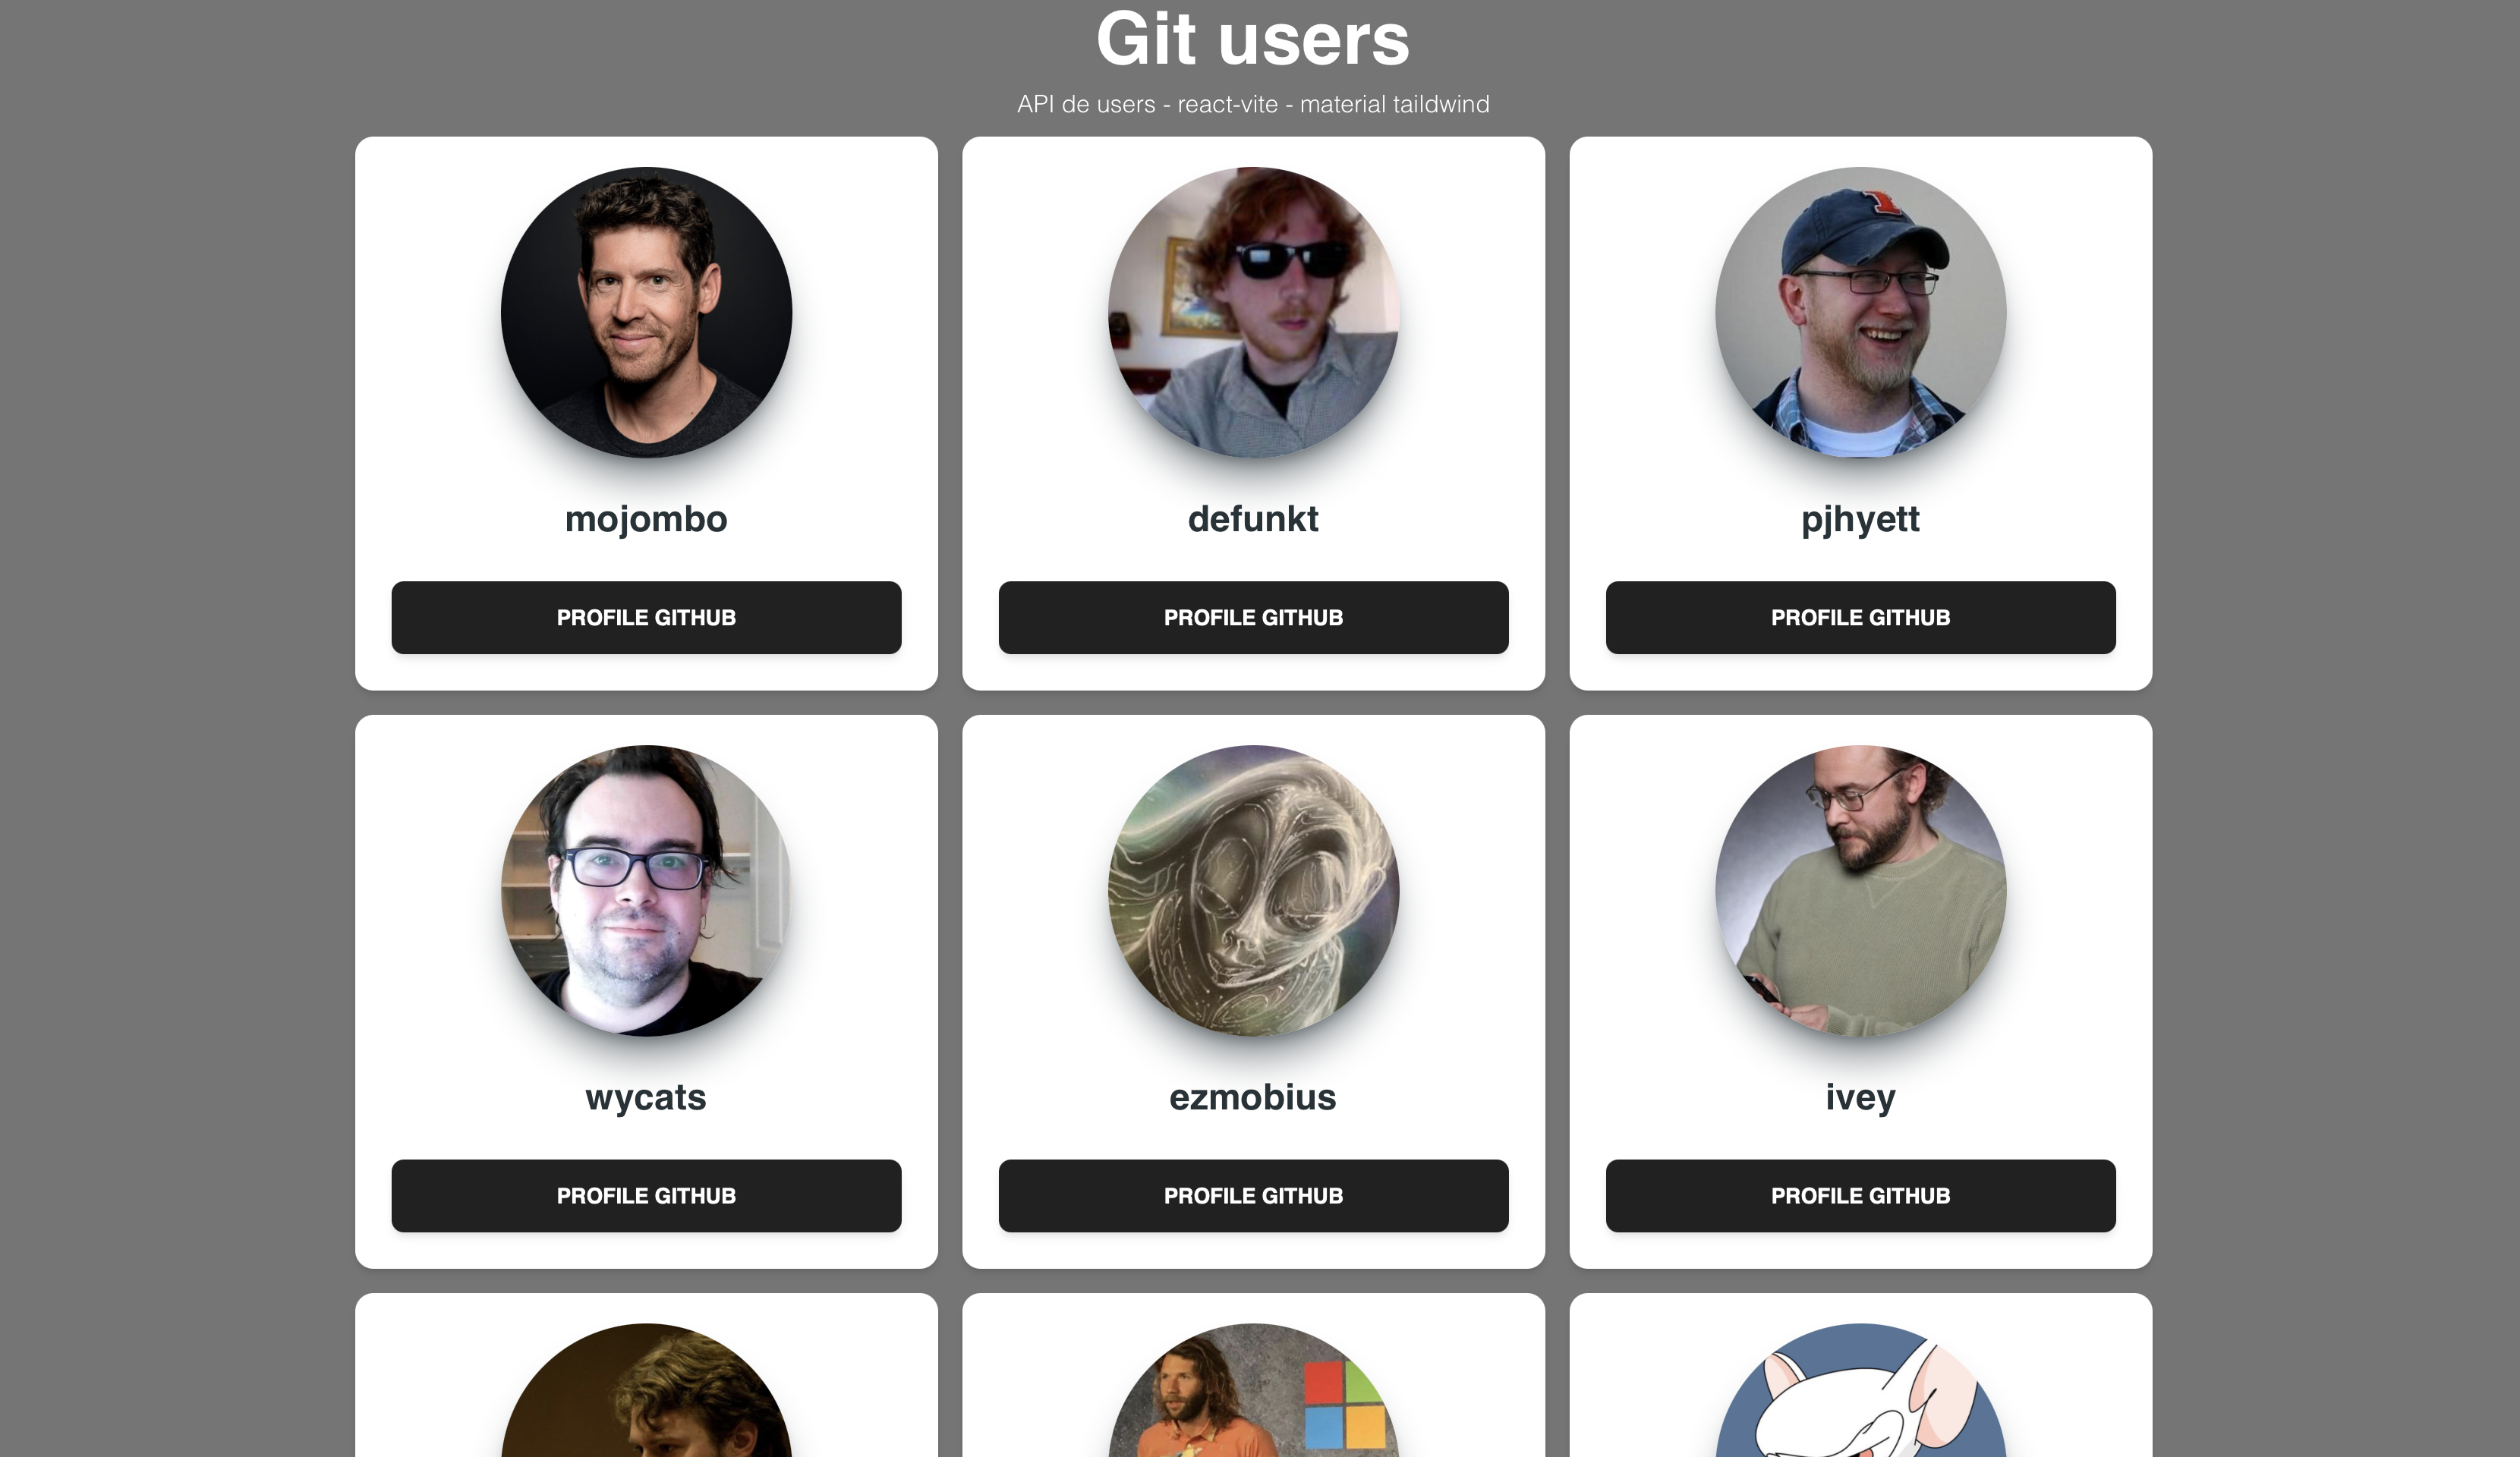 Git users
API de users - react-vite - material taildwind
mojombo
defunkt
pjhyett
PROFILE GITHUB
PROFILE GITHUB
PROFILE GITHUB
wycats
ezmobius
ivey
PROFILE GITHUB
PROFILE GITHUB
PROFILE GITHUB